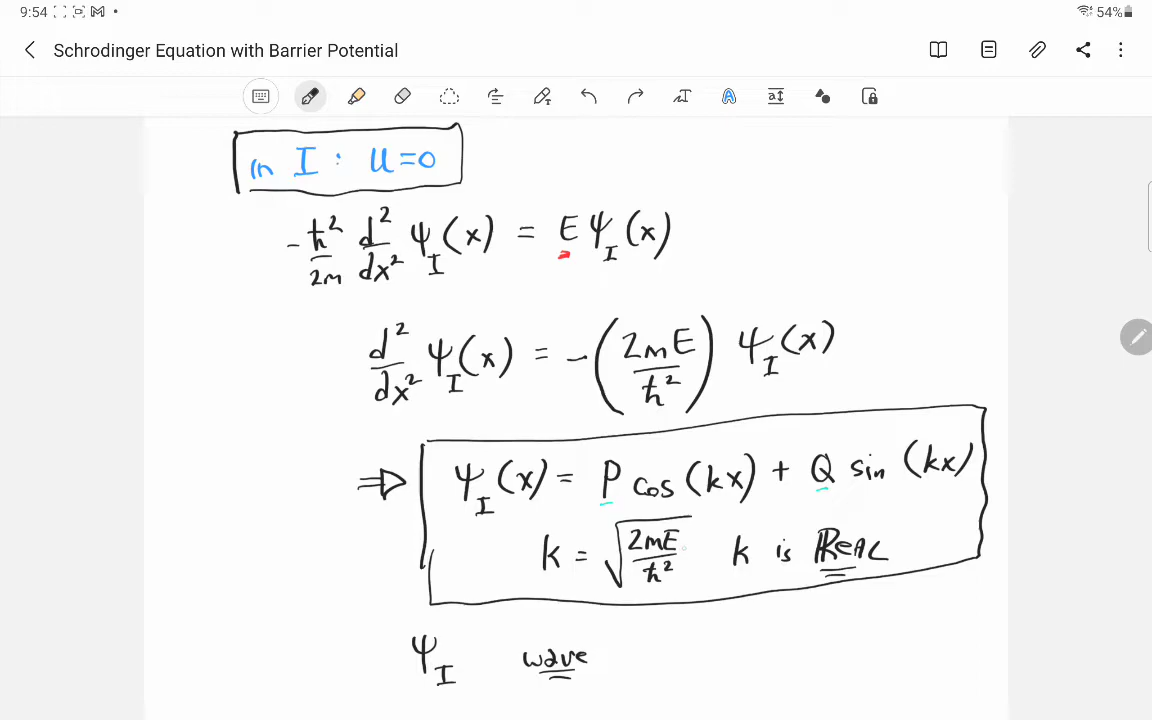 9:54 54%
Schrodinger Equation with Barrier Potential
In I : U=0
-ħ²/2m d²/dx² Ψ_I(x) = E Ψ_I(x)
d²/dx² Ψ_I(x) = -(2mE/ħ²) Ψ_I(x)
⇒ Ψ_I(x) = P cos(kx) + Q sin(kx)
k = √(2mE/ħ²) k is REAL
Ψ_I wave